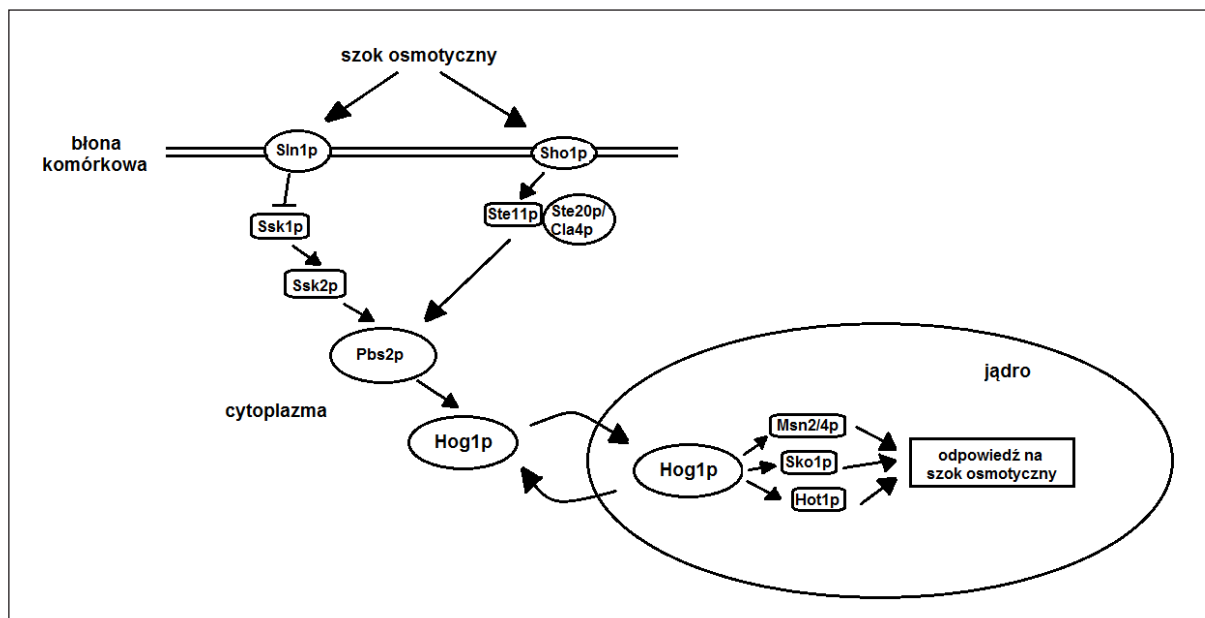 szok osmotyczny
błona
komórkowa
Sln1p
Sho1p
Ssk1p
Ste11p
Ste20p/
Cla4p
Ssk2p
Pbs2p
cytoplazma
Hog1p
jądro
Hog1p
Msn2/4p
Sko1p
Hot1p
odpowiedź na
szok osmotyczny